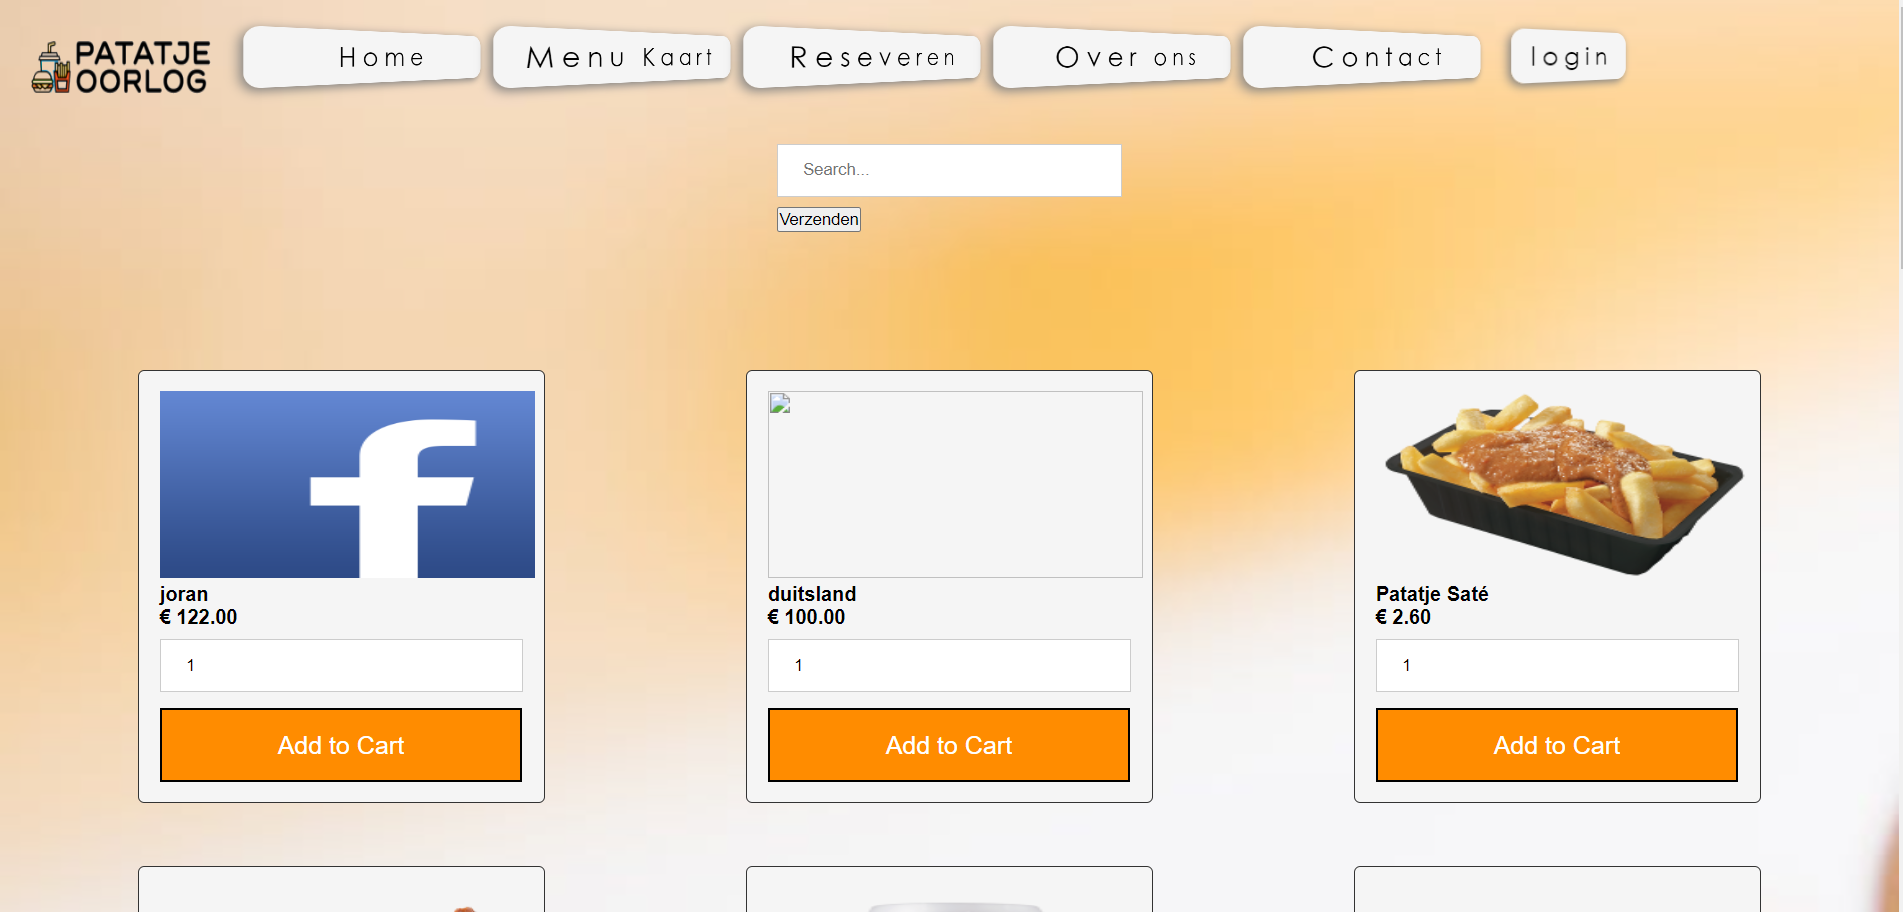 PATATJE
OORLOG
Home
Menu Kaart
Reseveren
Over ons
Contact
login
Search...
Verzenden
f
joran
€ 122.00
1
Add to Cart
duitsland
€ 100.00
1
Add to Cart
Patatje Saté
€ 2.60
1
Add to Cart